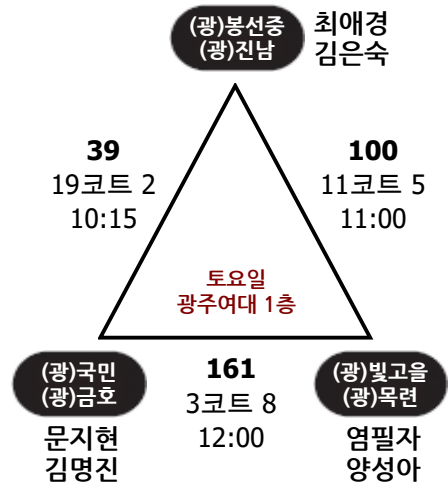 (광)봉선중
(광)진남
최애경
김은숙
39
19코트 2
10:15
100
11코트 5
11:00
토요일
광주여대 1층
(광)국민
(광)금호
문지현
김명진
161
3코트 8
12:00
(광)빛고을
(광)목련
염필자
양성아